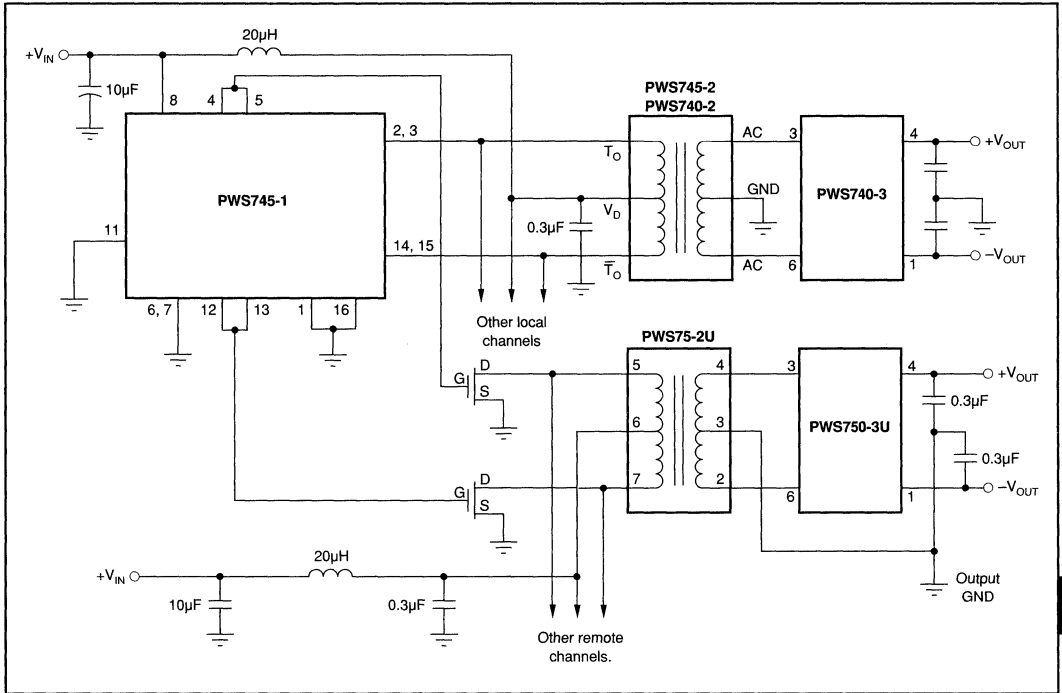 20µH
+V_IN
10µF
8
4
5
PWS745-1
2, 3
11
14, 15
6, 7
12
13
1
16
PWS745-2
PWS740-2
T_O
V_D
0.3µF
T̅_O
AC
GND
AC
3
PWS740-3
4
+V_OUT
6
1
–V_OUT
Other local
channels
G
D
S
G
D
S
PWS75-2U
5
4
6
3
7
2
3
PWS750-3U
4
+V_OUT
0.3µF
0.3µF
6
1
–V_OUT
+V_IN
20µH
10µF
0.3µF
Output
GND
Other remote
channels.